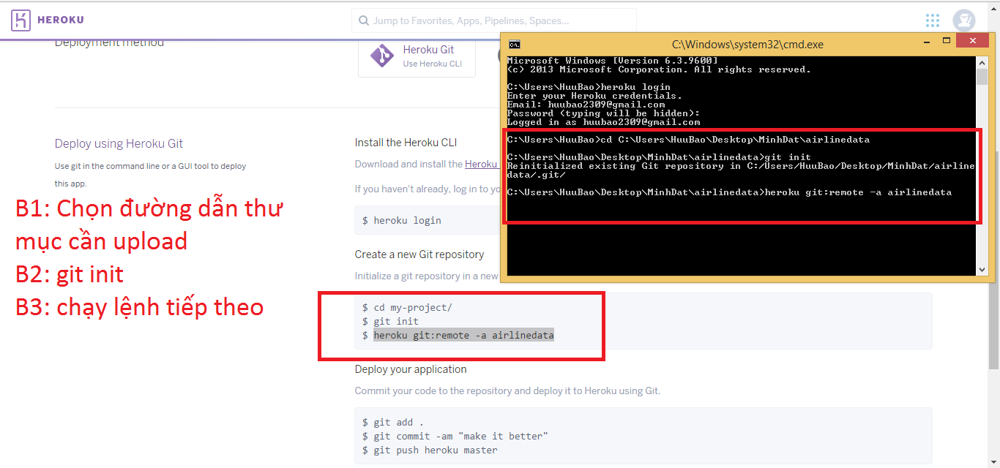 HEROKU
Jump to Favorites, Apps, Pipelines, Spaces...
Deployment method
Heroku Git
Use Heroku CLI
Deploy using Heroku Git
Use git in the command line or a GUI tool to deploy
this app.
B1: Chọn đường dẫn thư
mục cần upload
B2: git init
B3: chạy lệnh tiếp theo
Install the Heroku CLI
Download and install the Heroku
If you haven't already, log in to yo
$ heroku login
Create a new Git repository
Initialize a git repository in a new
$ cd my-project/
$ git init
$ heroku git:remote -a airlinedata
Deploy your application
Commit your code to the repository and deploy it to Heroku using Git.
$ git add .
$ git commit -am "make it better"
$ git push heroku master
C:\Windows\system32\cmd.exe
Microsoft Windows [Version 6.3.9600]
(c) 2013 Microsoft Corporation. All rights reserved.
C:\Users\HuuBao>heroku login
Enter your Heroku credentials.
Email: huubao2309@gmail.com
Password (typing will be hidden):
Logged in as huubao2309@gmail.com
C:\Users\HuuBao>cd C:\Users\HuuBao\Desktop\MinhDat\airlinedata
C:\Users\HuuBao\Desktop\MinhDat\airlinedata>git init
Reinitialized existing Git repository in C:/Users/HuuBao/Desktop/MinhDat/airline
data/.git/
C:\Users\HuuBao\Desktop\MinhDat\airlinedata>heroku git:remote -a airlinedata